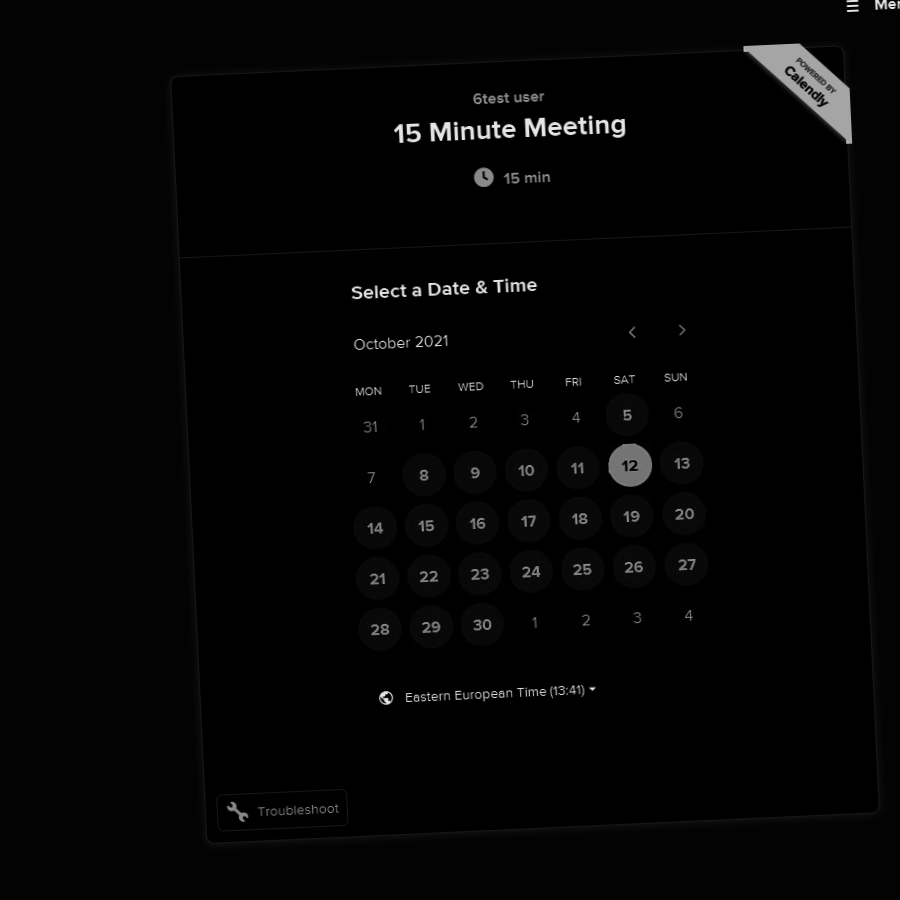 ☰ Men
POWERED BY
Calendly
6test user
15 Minute Meeting
15 min
Select a Date & Time
October 2021
MON TUE WED THU FRI SAT SUN
31 1 2 3 4 5 6
7 8 9 10 11 12 13
14 15 16 17 18 19 20
21 22 23 24 25 26 27
28 29 30 1 2 3 4
Eastern European Time (13:41)
Troubleshoot